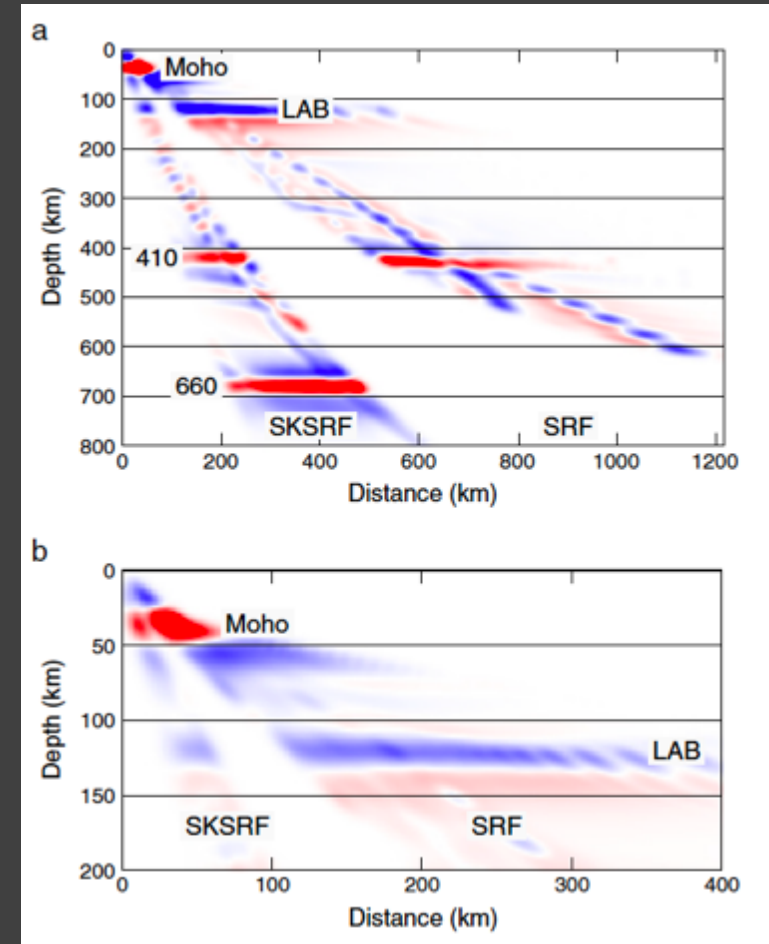 a
0
Moho
100
LAB
200
300
400
410
500
600
660
700
SKSRF SRF
800
0 200 400 600 800 1000 1200
Depth (km)
Distance (km)
b
0
Moho
50
100
LAB
150
SKSRF SRF
200
0 100 200 300 400
Depth (km)
Distance (km)